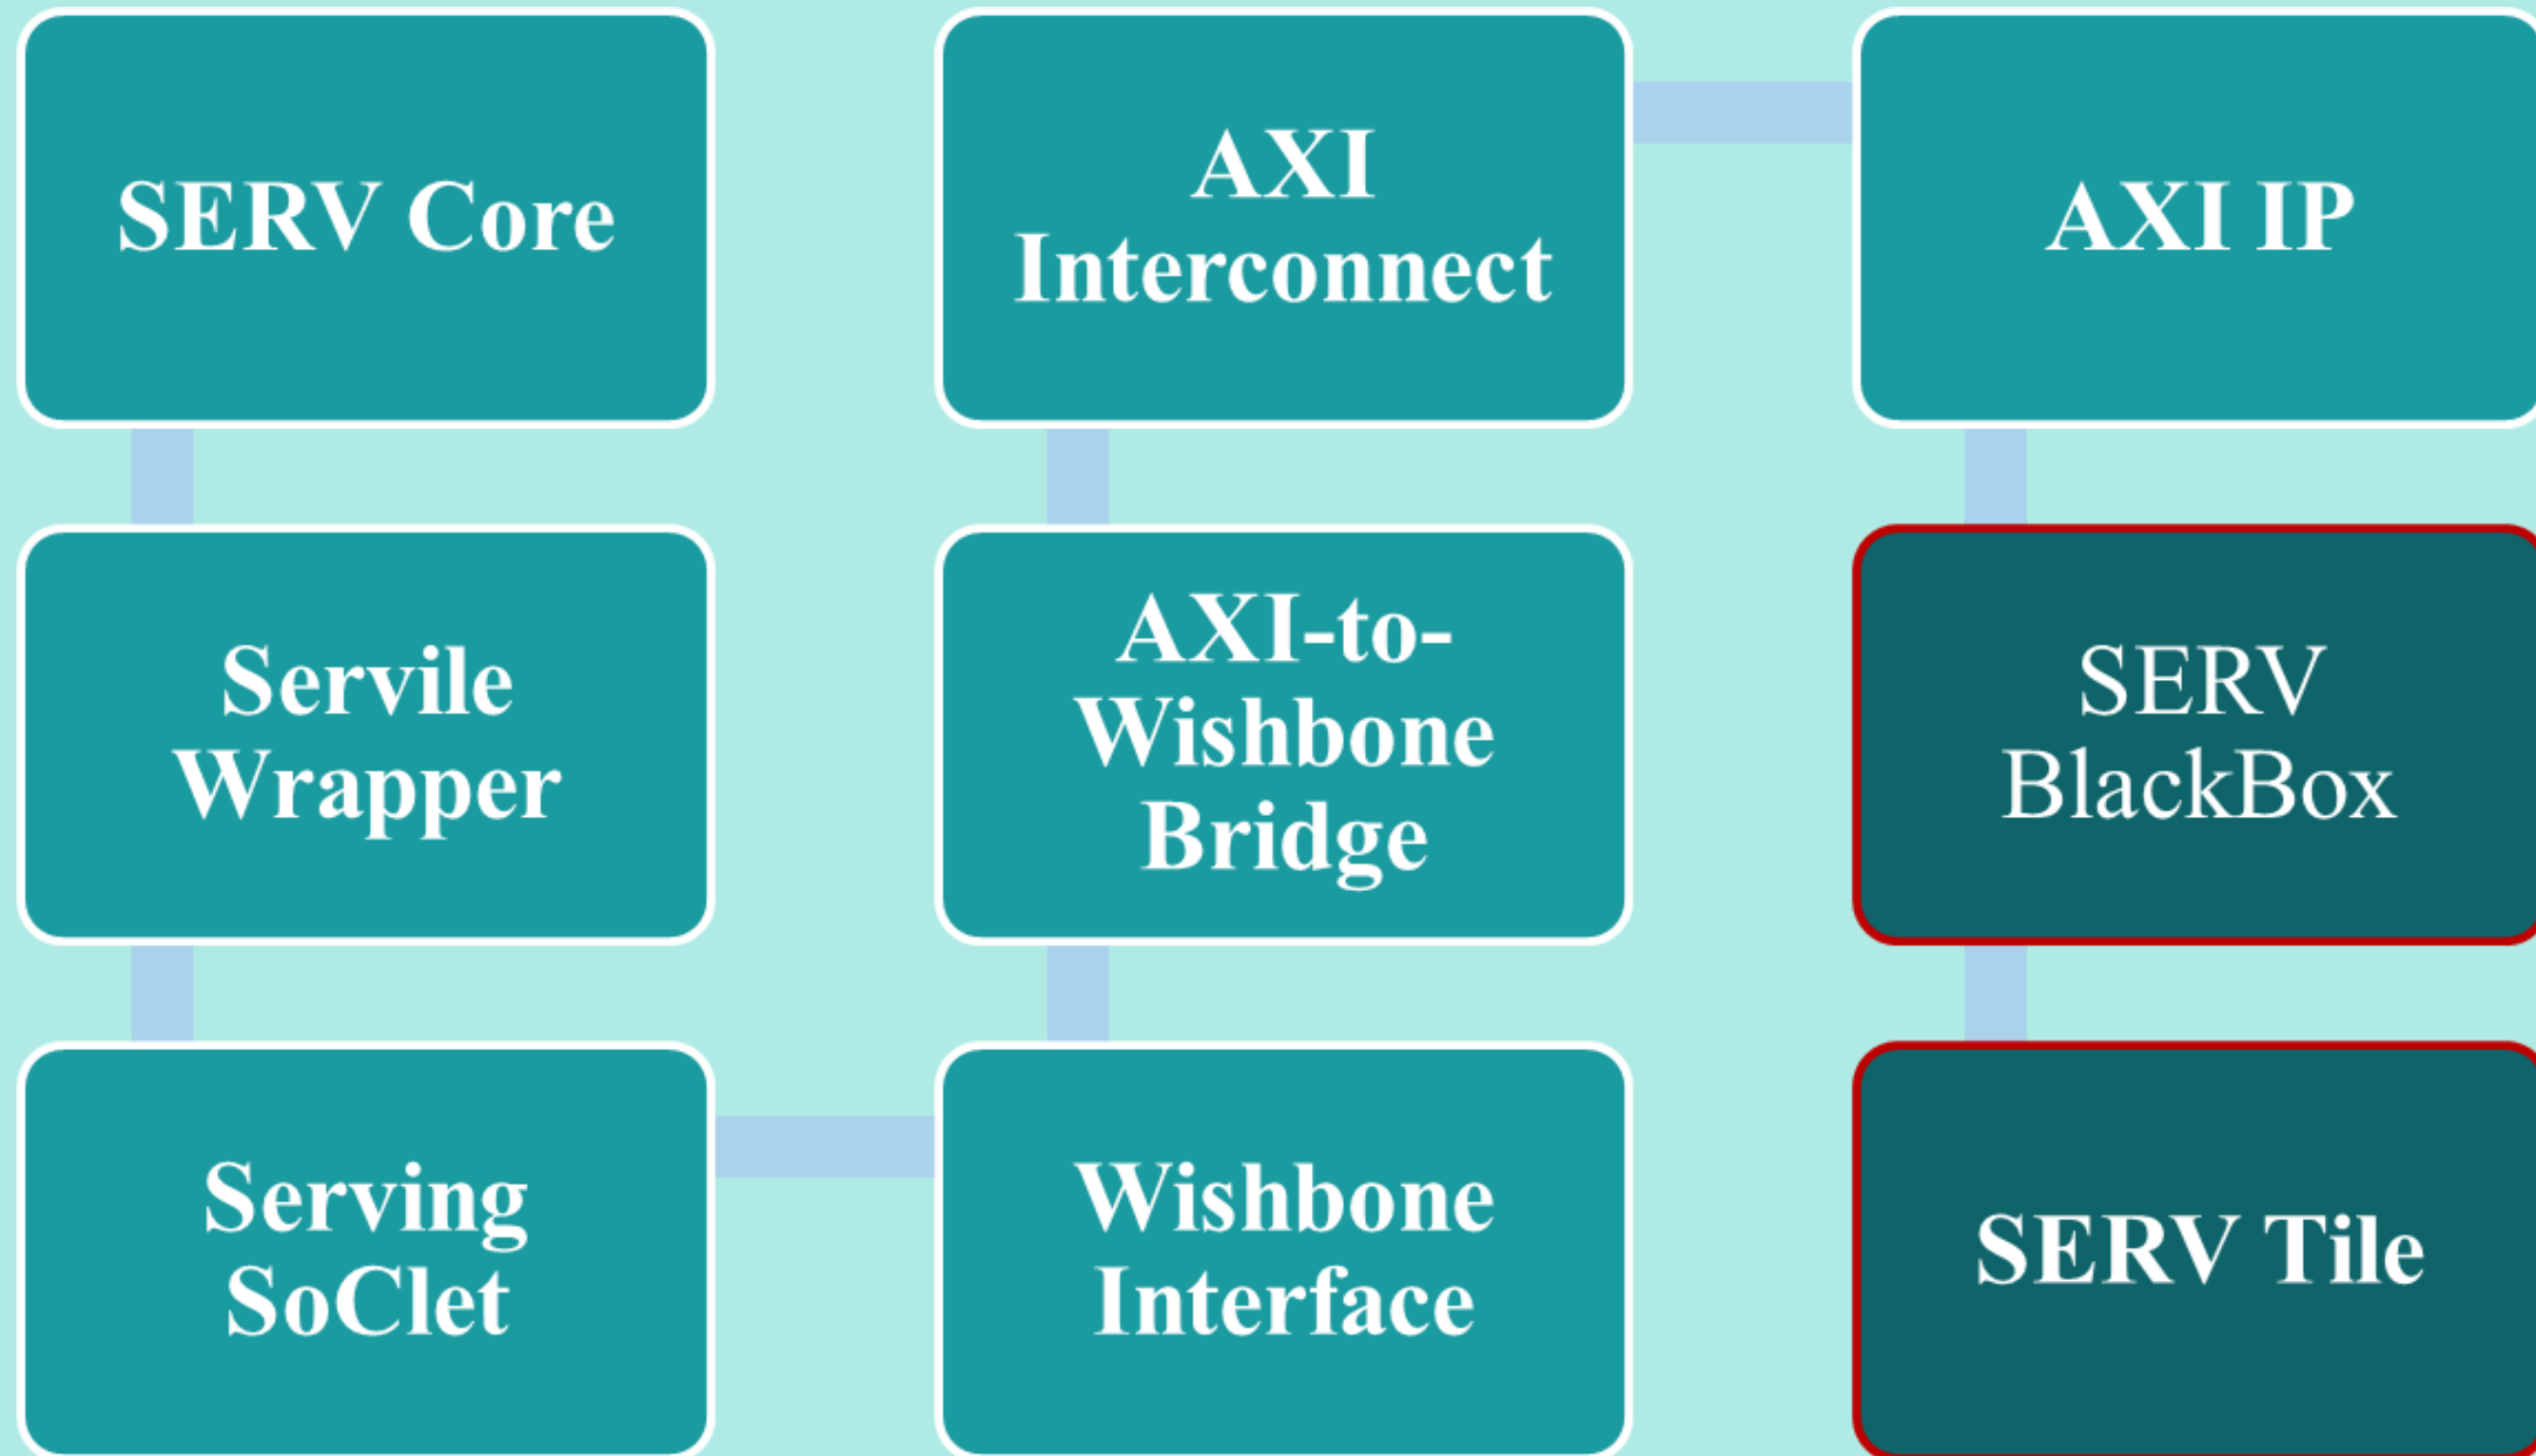 SERV Core
Servile
Wrapper
Serving
SoClet
Wishbone
Interface
AXI-to-
Wishbone
Bridge
AXI
Interconnect
AXI IP
SERV
BlackBox
SERV Tile